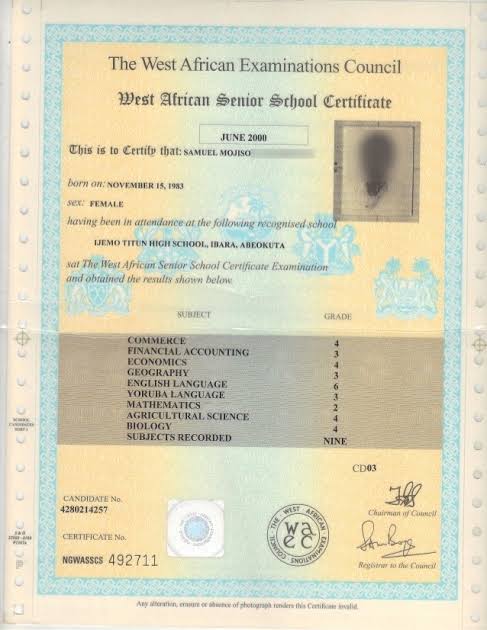 The West African Examinations Council
West African Senior School Certificate
JUNE 2000
This is to Certify that: SAMUEL MOJISO
born on: NOVEMBER 15, 1983
sex: FEMALE
having been in attendance at the following recognised school
IJEMO TITUN HIGH SCHOOL, IBARA, ABEOKUTA
sat The West African Senior School Certificate Examination
and obtained the results shown below.
SUBJECT GRADE
COMMERCE 4
FINANCIAL ACCOUNTING 3
ECONOMICS 4
GEOGRAPHY 3
ENGLISH LANGUAGE 6
YORUBA LANGUAGE 3
MATHEMATICS 2
AGRICULTURAL SCIENCE 4
BIOLOGY 4
SUBJECTS RECORDED NINE
CD03
CANDIDATE No.
4280214257
Chairman of Council
CERTIFICATE No.
NGWASSCS 492711
THE WEST AFRICAN EXAMINATIONS COUNCIL
wa
ec
Registrar to the Council
Any alteration, erasure or absence of photograph renders this Certificate invalid.